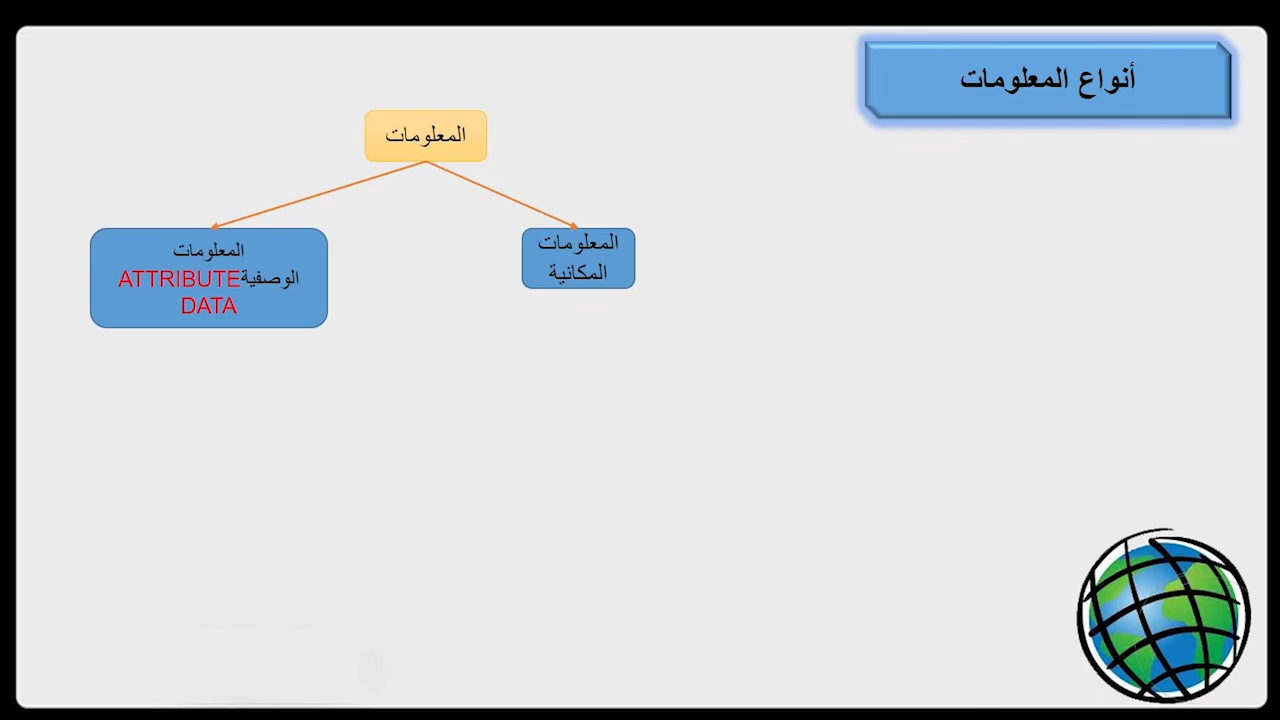 أنواع المعلومات
المعلومات
المعلومات
المكانية
المعلومات
الوصفيةATTRIBUTE
DATA